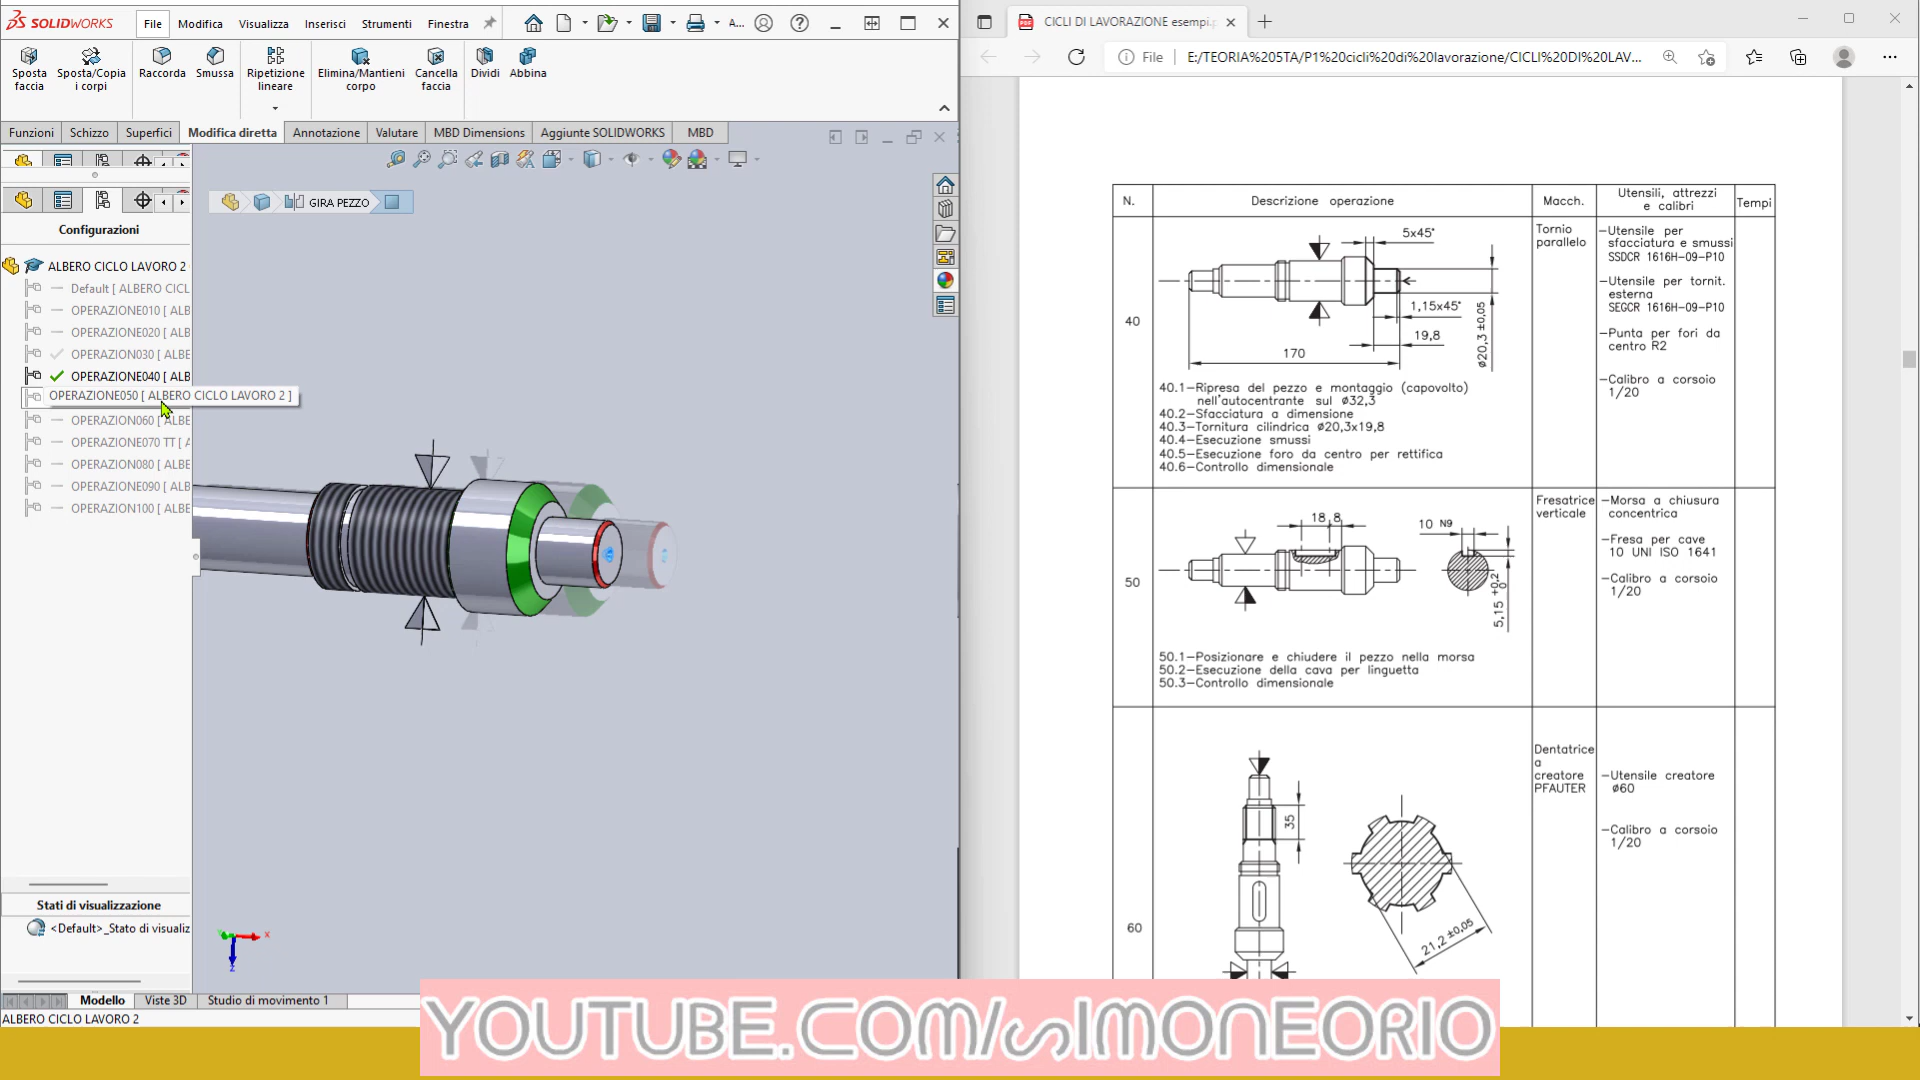 SOLIDWORKS
File
Modifica
Visualizza
Inserisci
Strumenti
Finestra
A...
Sposta faccia
Sposta/Copia i corpi
Raccorda
Smussa
Ripetizione lineare
Elimina/Mantieni corpo
Cancella faccia
Dividi
Abbina
Funzioni
Schizzo
Superfici
Modifica diretta
Annotazione
Valutare
MBD Dimensions
Aggiunte SOLIDWORKS
MBD
GIRA PEZZO
Configurazioni
ALBERO CICLO LAVORO 2
Default [ ALBERO CICL
OPERAZIONE010 [ ALB
OPERAZIONE020 [ ALB
OPERAZION030 [ ALBE
OPERAZIONE040 [ ALB
OPERAZIONE050 [ ALBERO CICLO LAVORO 2 ]
OPERAZION060 [ ALBE
OPERAZIONE070 TT [ A
OPERAZION080 [ ALBE
OPERAZIONE090 [ ALB
OPERAZION100 [ ALBE
Stati di visualizzazione
<Default>_Stato di visualiz
Modello
Viste 3D
Studio di movimento 1
ALBERO CICLO LAVORO 2
X
Z
CICLI DI LAVORAZIONE esempi.
File
E:/TEORIA%205TA/P1%20cicli%20di%20lavorazione/CICLI%20DI%20LAV...
N.
Descrizione operazione
Macch.
Utensili, attrezzi
e calibri
Tempi
40
5x45°
1,15x45°
19,8
170
ø20,3 ±0,05
40.1-Ripresa del pezzo e montaggio (capovolto)
nell'autocentrante sul ø32,3
40.2-Sfacciatura a dimensione
40.3-Tornitura cilindrica ø20,3x19,8
40.4-Esecuzione smussi
40.5-Esecuzione foro da centro per rettifica
40.6-Controllo dimensionale
Tornio
parallelo
-Utensile per
sfacciatura e smussi
SSDCR 1616H-09-P10
-Utensile per tornit.
esterna
SEGCR 1616H-09-P10
-Punta per fori da
centro R2
-Calibro a corsoio
1/20
50
18
8
10 N9
5,15 +0,2 0
50.1-Posizionare e chiudere il pezzo nella morsa
50.2-Esecuzione della cava per linguetta
50.3-Controllo dimensionale
Fresatrice
verticale
-Morsa a chiusura
concentrica
-Fresa per cave
10 UNI ISO 1641
-Calibro a corsoio
1/20
60
35
21,2 ±0,05
Dentatrice
a
creatore
PFAUTER
-Utensile creatore
ø60
-Calibro a corsoio
1/20
YOUTUBE.COM/SIMONEORIO